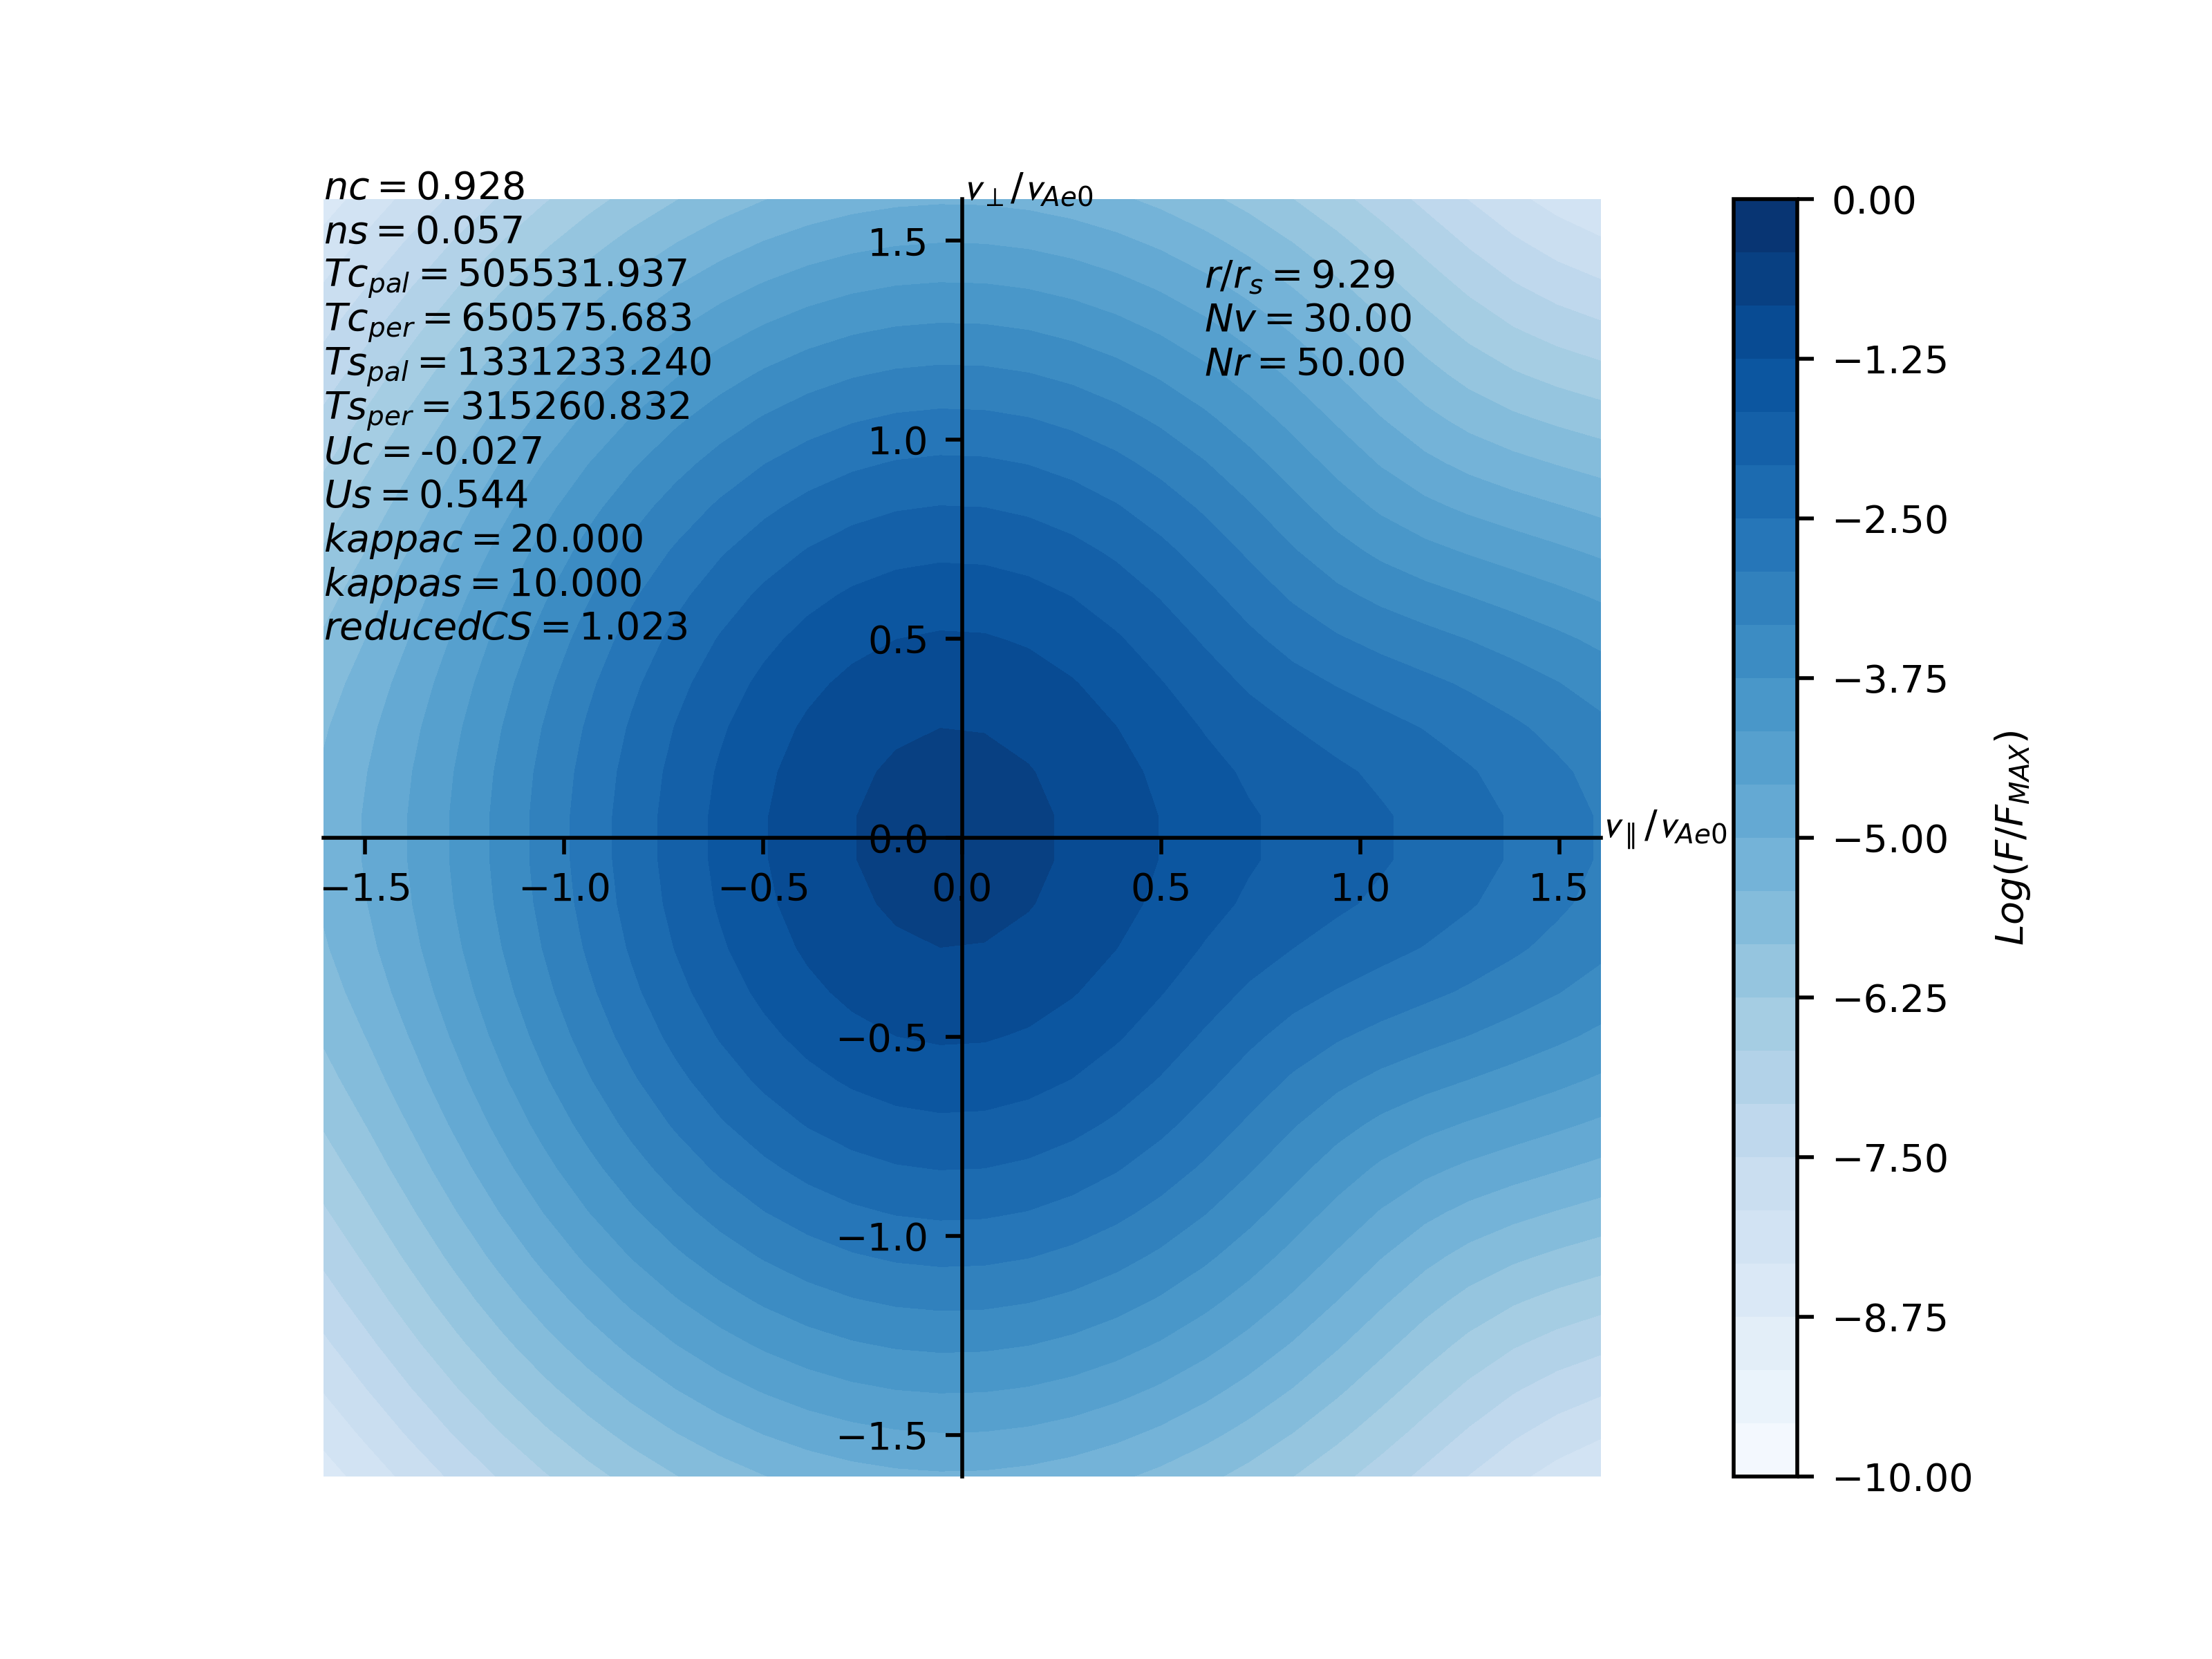 nc = 0.928
ns = 0.057
Tc_pal = 505531.937
Tc_per = 650575.683
Ts_pal = 1331233.240
Ts_per = 315260.832
Uc = -0.027
Us = 0.544
kappac = 20.000
kappas = 10.000
reducedCS = 1.023
v⊥/vAe0
r/r_s = 9.29
Nv = 30.00
Nr = 50.00
1.5
1.0
0.5
0.0
−0.5
−1.0
−1.5
−1.5 −1.0 −0.5 0.0 0.5 1.0 1.5
v∥/vAe0
0.00
−1.25
−2.50
−3.75
−5.00
−6.25
−7.50
−8.75
−10.00
Log(F/F_MAX)